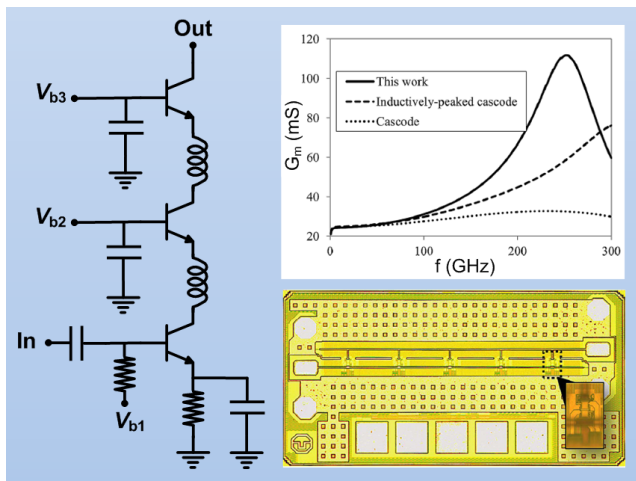 Out
Vb3
Vb2
In
Vb1
Gm (mS)
120
100
80
60
40
20
This work
Inductively-peaked cascode
Cascode
0
100
200
300
f (GHz)